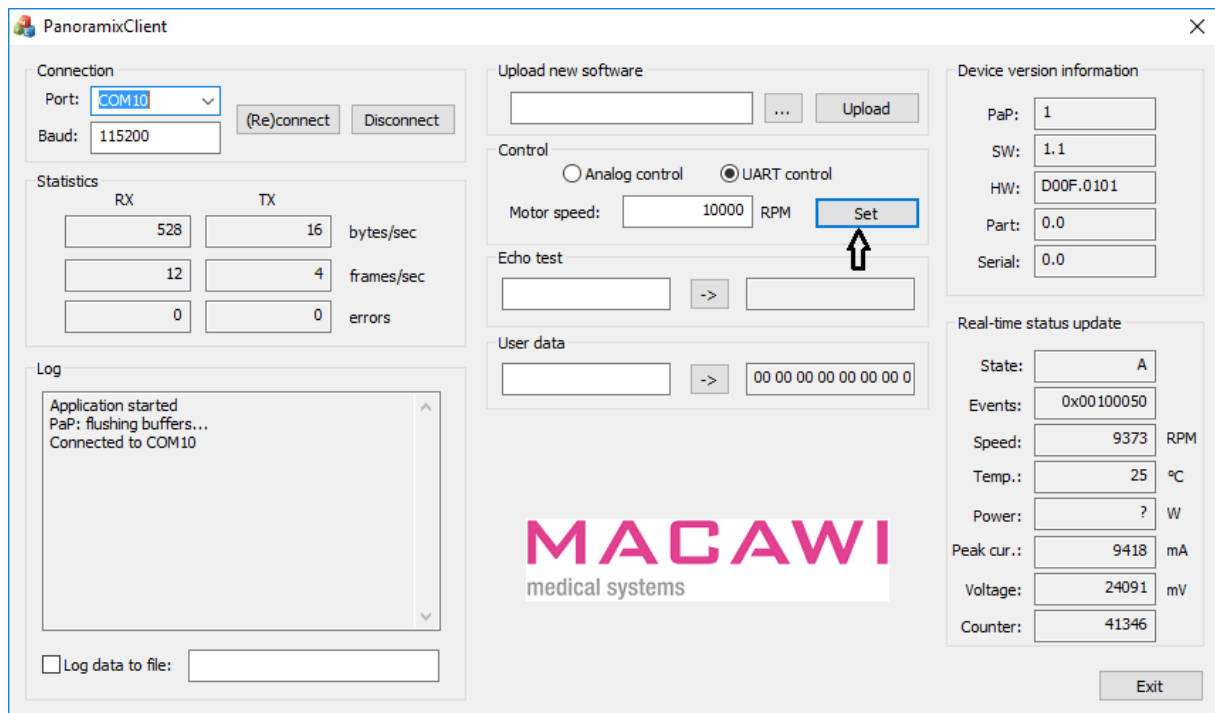 PanoramixClient
Connection
Port: COM10
(Re)connect Disconnect
Baud: 115200
Statistics
RX TX
528 16 bytes/sec
12 4 frames/sec
0 0 errors
Log
Application started
PaP: flushing buffers...
Connected to COM10
Log data to file:
Upload new software
... Upload
Control
Analog control UART control
Motor speed: 10000 RPM Set
Echo test
->
User data
-> 00 00 00 00 00 00 00 0
MACAWI
medical systems
Device version information
PaP: 1
SW: 1.1
HW: D00F.0101
Part: 0.0
Serial: 0.0
Real-time status update
State: A
Events: 0x00100050
Speed: 9373 RPM
Temp.: 25 ºC
Power: ? W
Peak cur.: 9418 mA
Voltage: 24091 mV
Counter: 41346
Exit